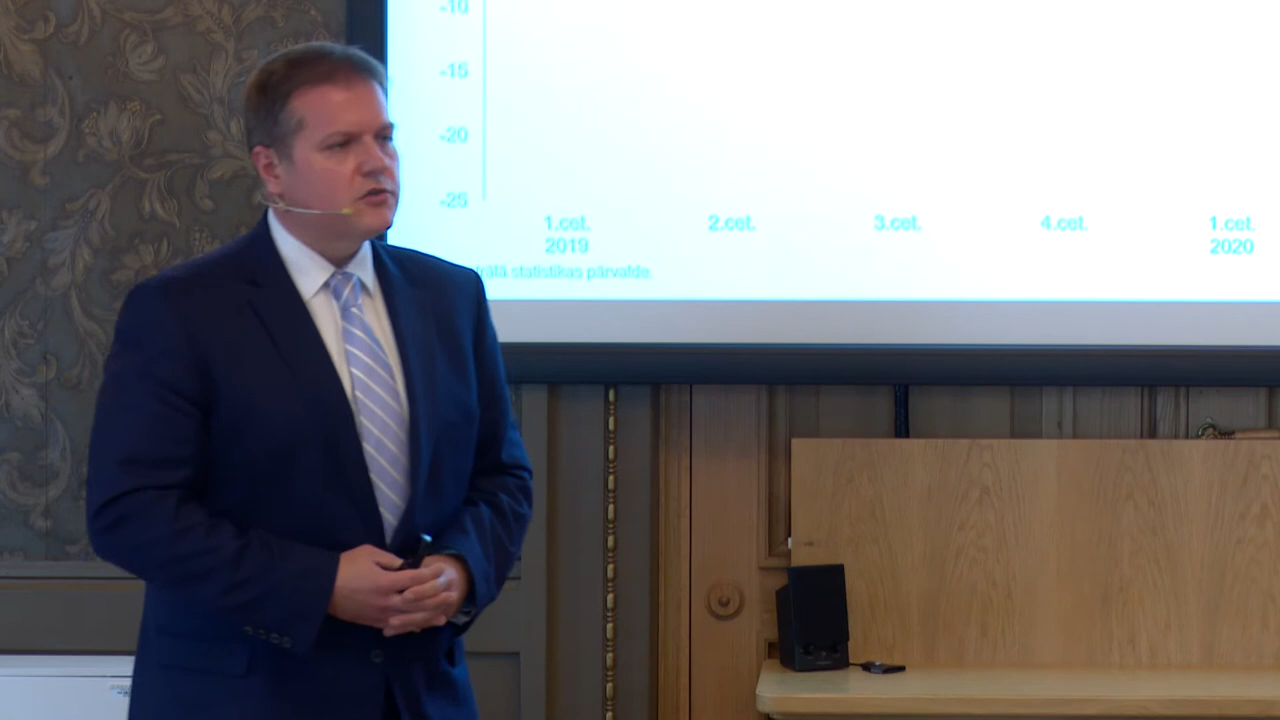 -10
-15
-20
-25
1.cet. 2.cet. 3.cet. 4.cet. 1.cet.
2019 2020
statistikas pārvalde.